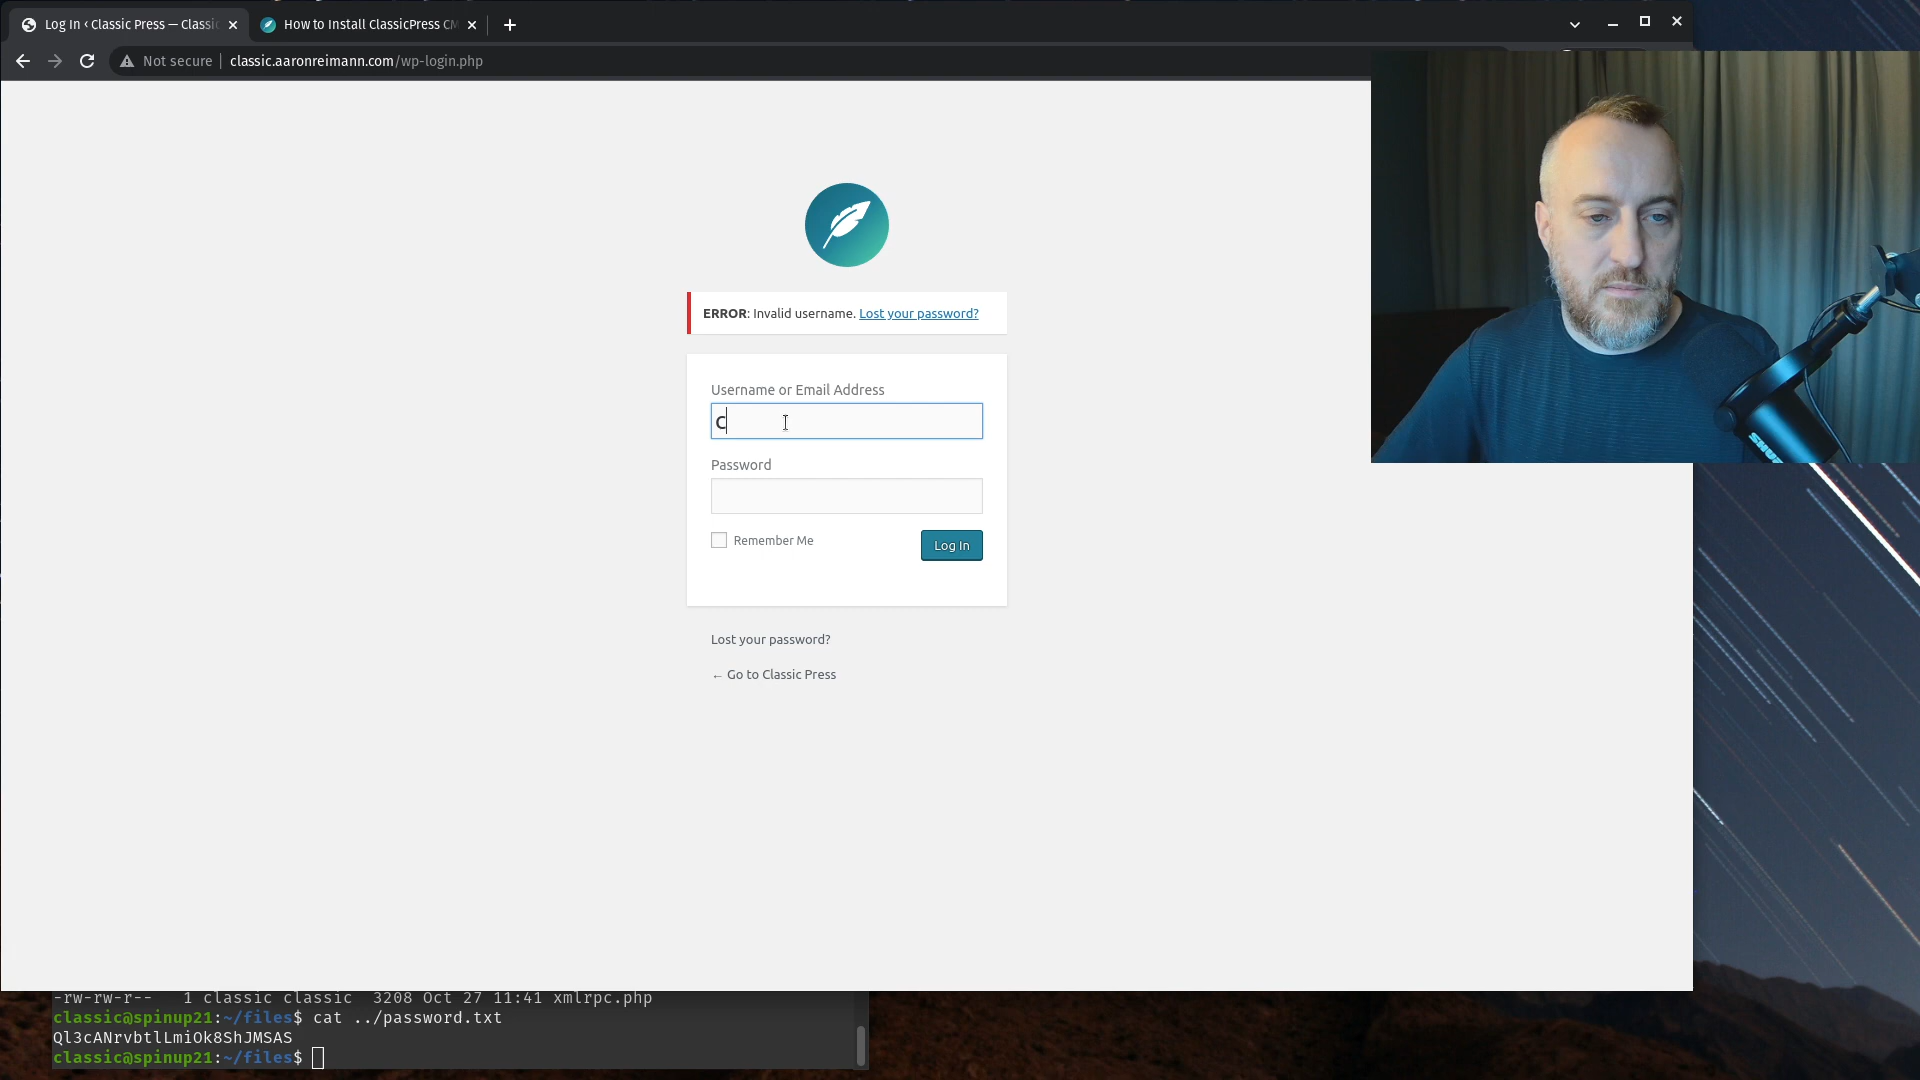 Log In ‹ Classic Press — Classic
How to Install ClassicPress CM
Not secure
classic.aaronreimann.com/wp-login.php
ERROR: Invalid username. Lost your password?
Username or Email Address
C
Password
Remember Me
Log In
Lost your password?
← Go to Classic Press
SHU
-rw-rw-r-- 1 classic classic 3208 Oct 27 11:41 xmlrpc.php
classic@spinup21:~/files$ cat ../password.txt
Ql3cANrvbtlLmiOk8ShJMSAS
classic@spinup21:~/files$